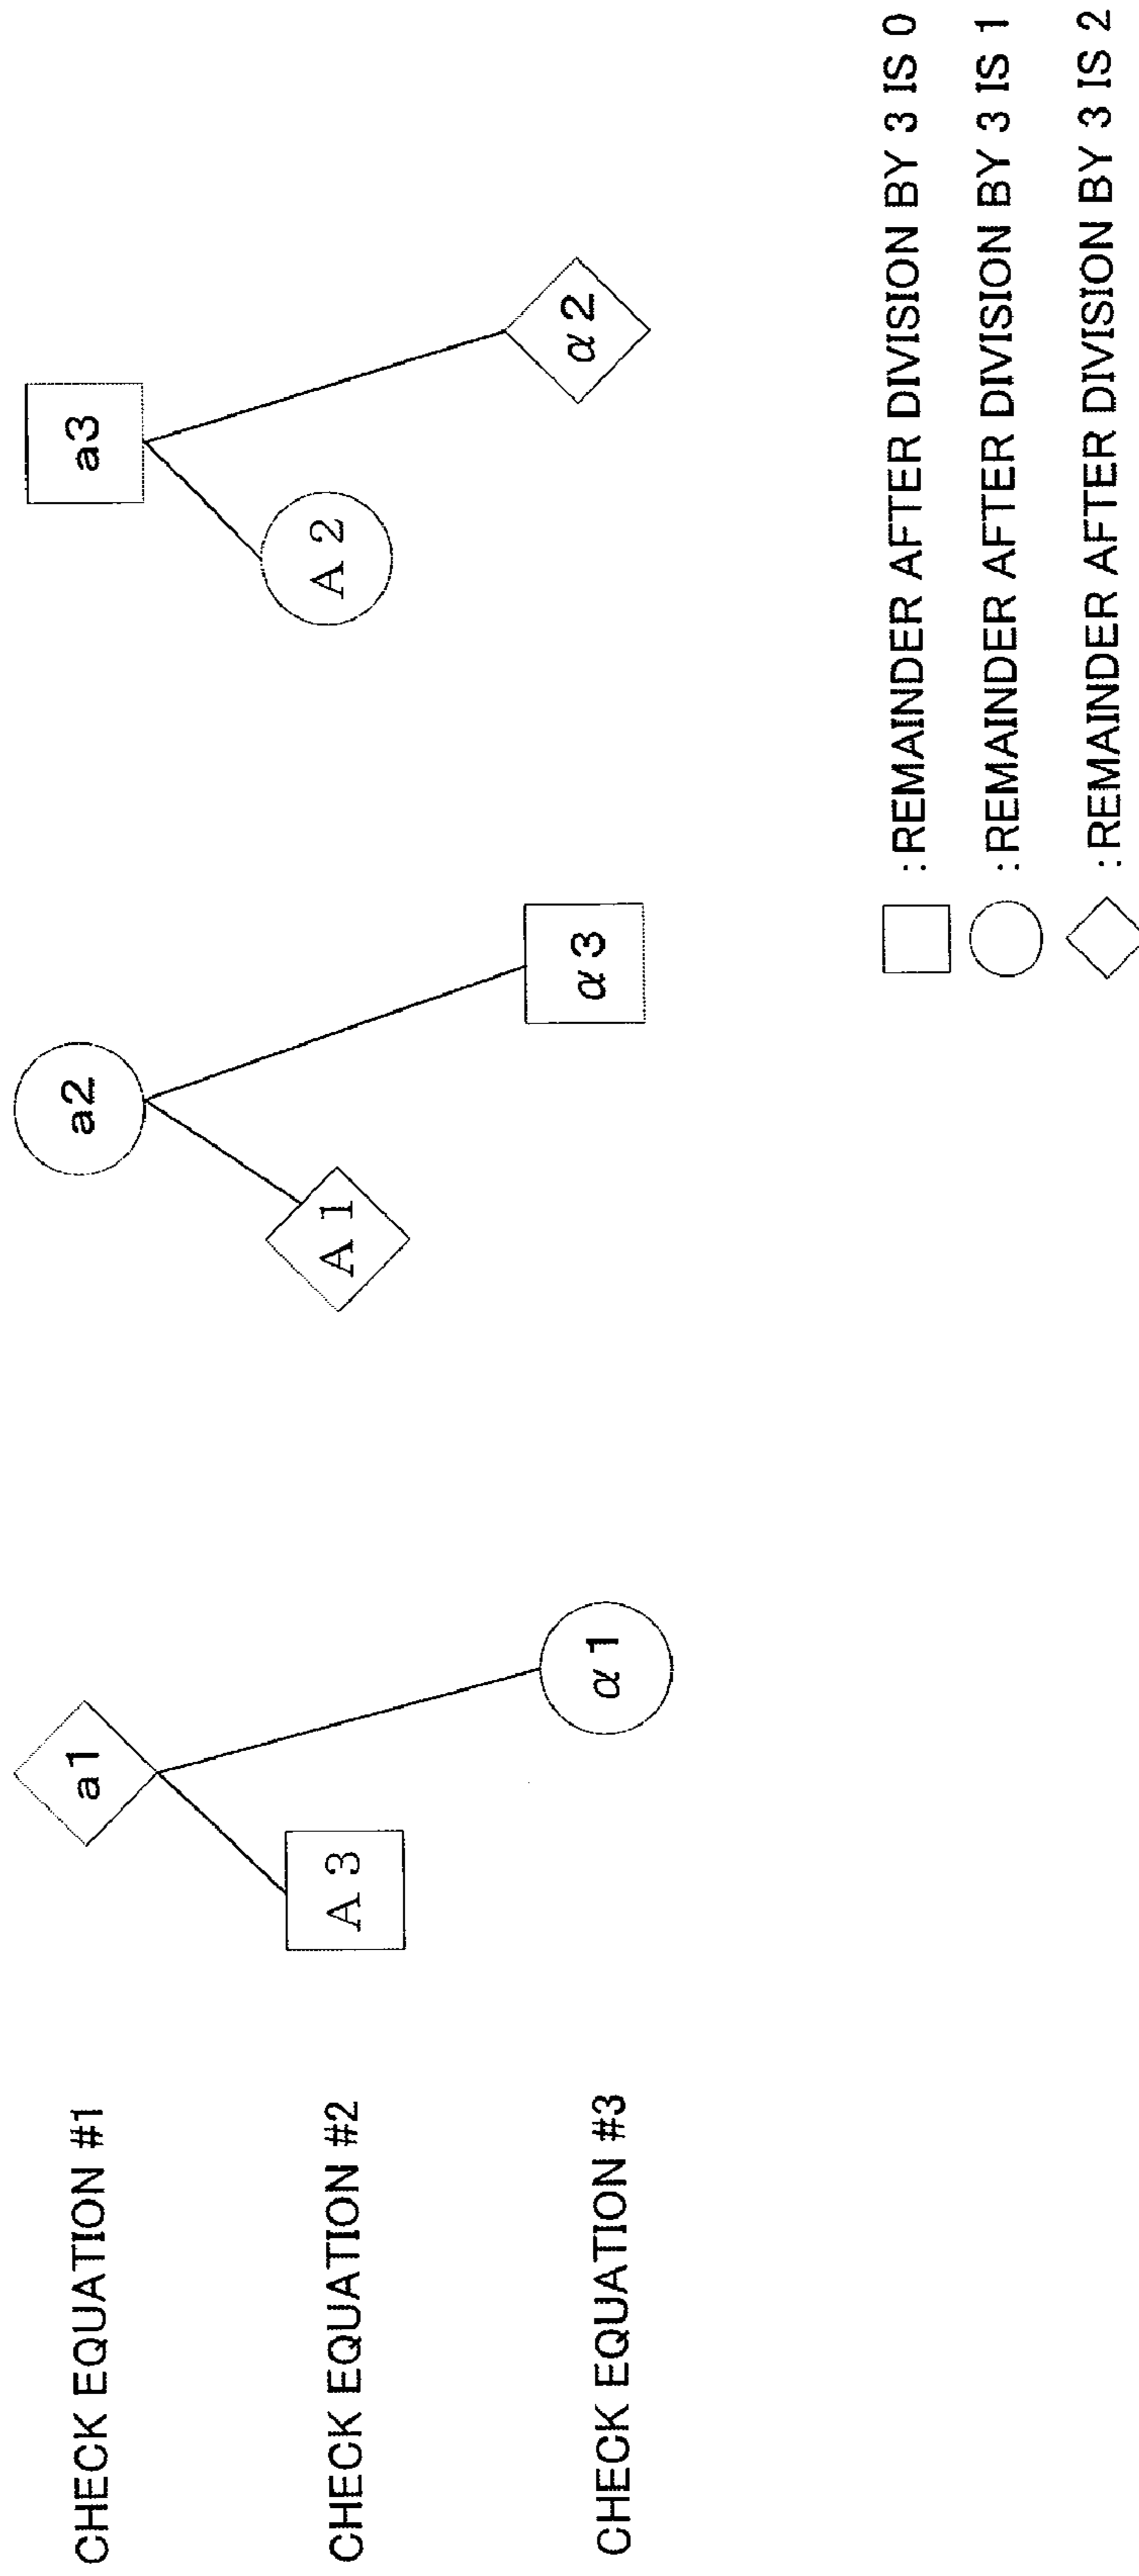 CHECK EQUATION #1
a1
a2
a3
CHECK EQUATION #2
A 3
A 1
A 2
CHECK EQUATION #3
α 1
α 3
α 2
:REMAINDER AFTER DIVISION BY 3 IS 0
:REMAINDER AFTER DIVISION BY 3 IS 1
:REMAINDER AFTER DIVISION BY 3 IS 2